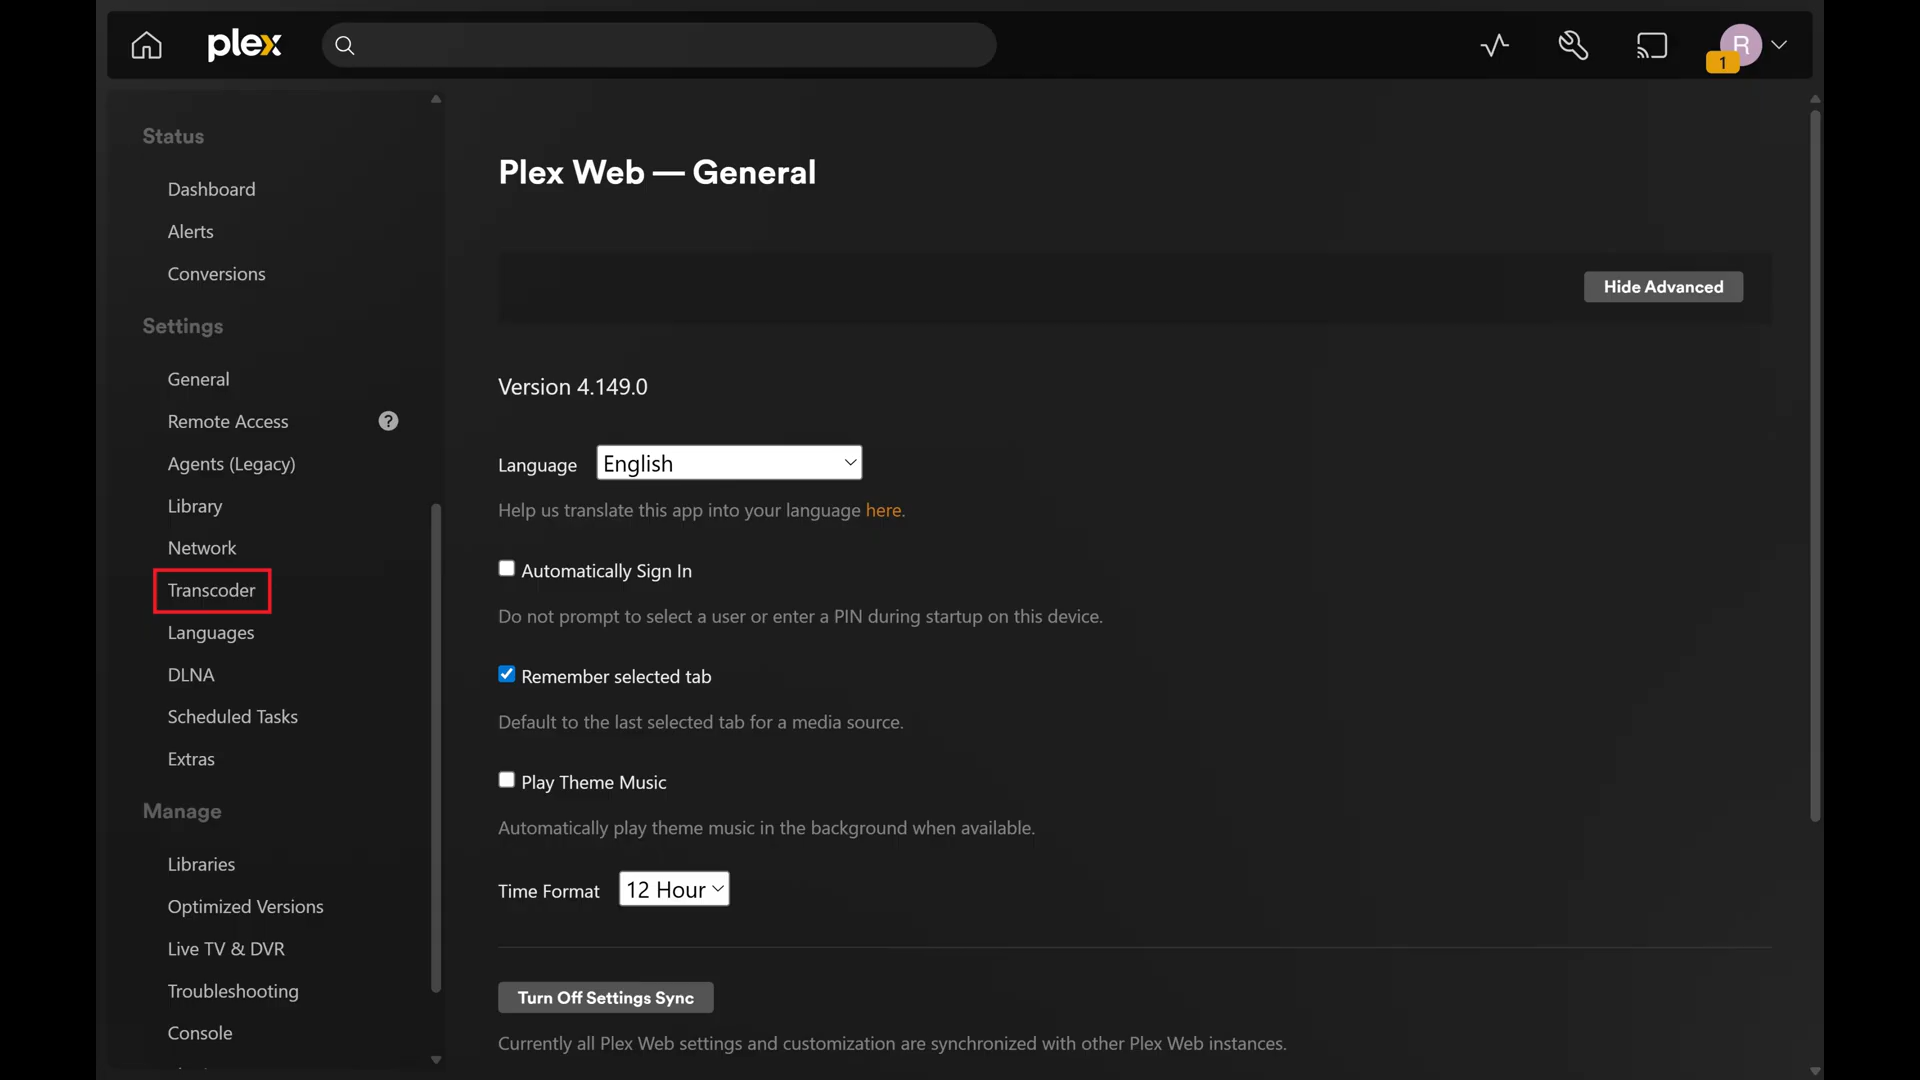 plex
R
1
Status
Dashboard
Alerts
Conversions
Settings
General
Remote Access
?
Agents (Legacy)
Library
Network
Transcoder
Languages
DLNA
Scheduled Tasks
Extras
Manage
Libraries
Optimized Versions
Live TV & DVR
Troubleshooting
Console
Plex Web — General
Hide Advanced
Version 4.149.0
Language English
Help us translate this app into your language here.
Automatically Sign In
Do not prompt to select a user or enter a PIN during startup on this device.
Remember selected tab
Default to the last selected tab for a media source.
Play Theme Music
Automatically play theme music in the background when available.
Time Format 12 Hour
Turn Off Settings Sync
Currently all Plex Web settings and customization are synchronized with other Plex Web instances.